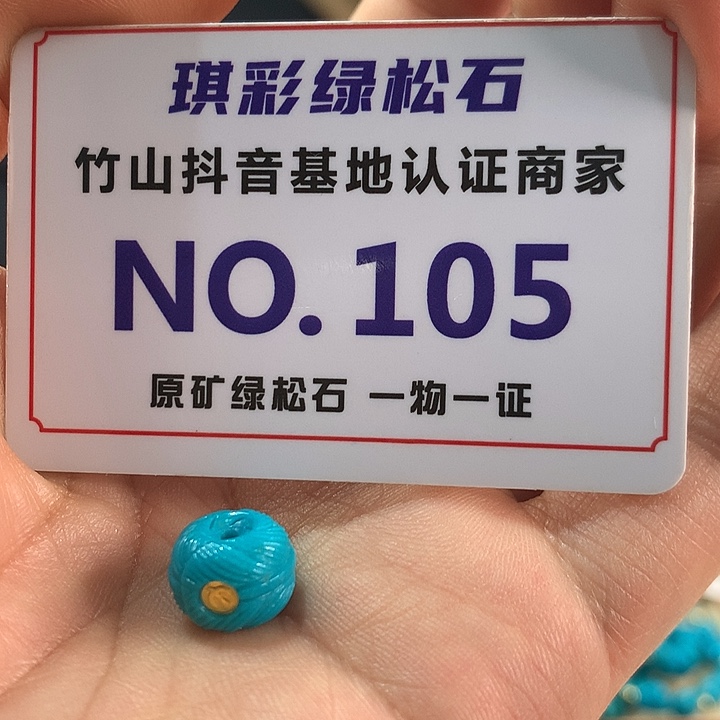 琪彩绿松石
竹山抖音基地认证商家
NO.105
原矿绿松石 一物一证